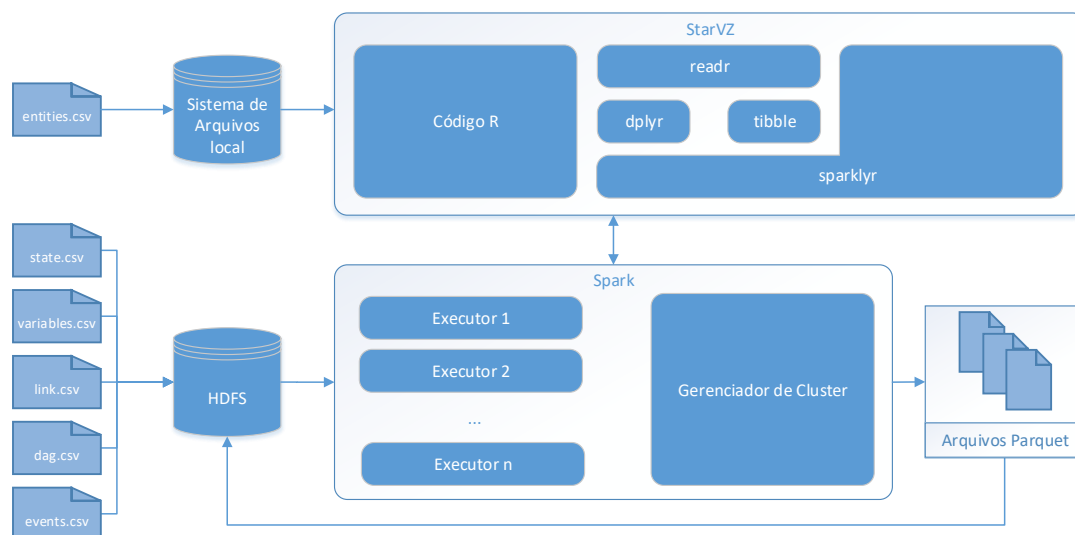 StarVZ
entities.csv
Sistema de
Arquivos
local
Código R
readr
dplyr
tibble
sparklyr
state.csv
variables.csv
link.csv
dag.csv
events.csv
HDFS
Spark
Executor 1
Executor 2
...
Executor n
Gerenciador de Cluster
Arquivos Parquet